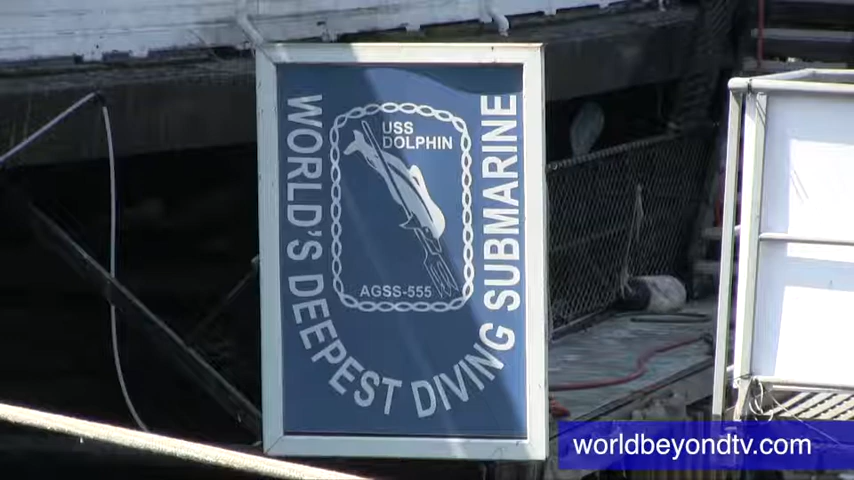 WORLD'S DEEPEST DIVING SUBMARINE
USS
DOLPHIN
AGSS-555
worldbeyondtv.com